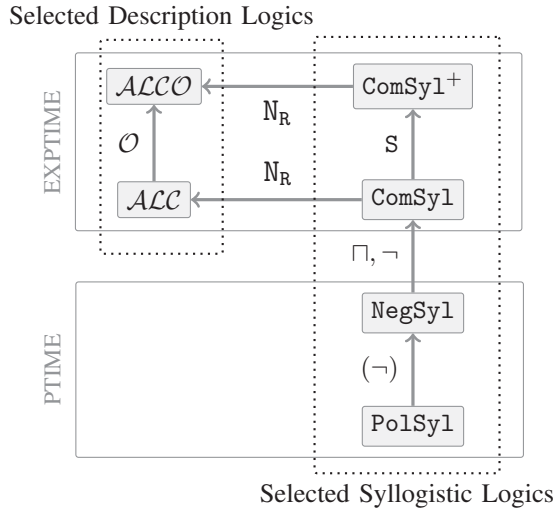 Selected Description Logics
EXPTIME
𝒜ℒ𝒞𝒪
ComSyl⁺
N_R
𝒪
S
N_R
𝒜ℒ𝒞
ComSyl
⊓, ¬
PTIME
NegSyl
(¬)
PolSyl
Selected Syllogistic Logics